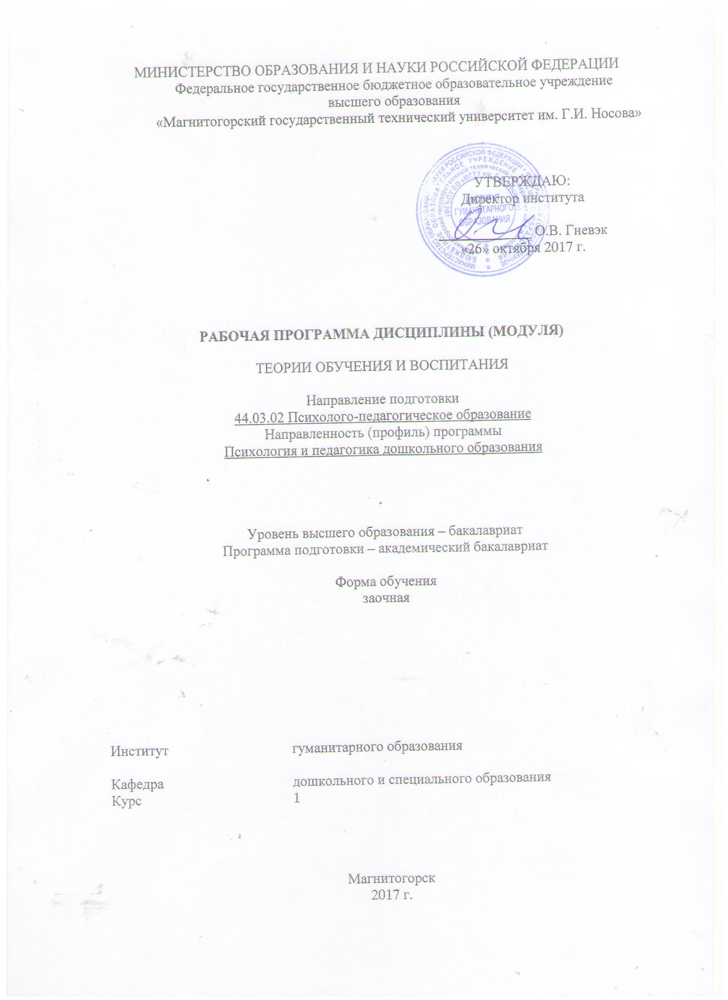 МИНИСТЕРСТВО ОБРАЗОВАНИЯ И НАУКИ РОССИЙСКОЙ ФЕДЕРАЦИИ
Федеральное государственное бюджетное образовательное учреждение
высшего образования
«Магнитогорский государственный технический университет им. Г.И. Носова»
УТВЕРЖДАЮ:
Директор института
ИНСТИТУТ
ГУМАНИТАРНОГО
ОБРАЗОВАНИЯ
О.В. Гневэк
«26» октября 2017 г.
РАБОЧАЯ ПРОГРАММА ДИСЦИПЛИНЫ (МОДУЛЯ)
ТЕОРИИ ОБУЧЕНИЯ И ВОСПИТАНИЯ
Направление подготовки
44.03.02 Психолого-педагогическое образование
Направленность (профиль) программы
Психология и педагогика дошкольного образования
Уровень высшего образования – бакалавриат
Программа подготовки – академический бакалавриат
Форма обучения
заочная
Институт гуманитарного образования
Кафедра дошкольного и специального образования
Курс 1
Магнитогорск
2017 г.